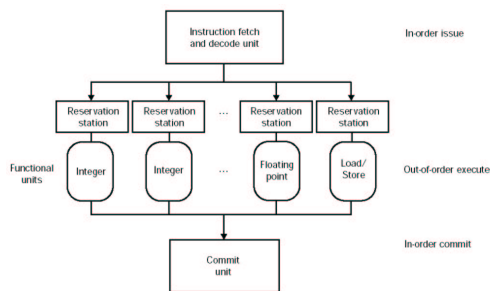 Instruction fetch
and decode unit
In-order issue
Reservation
station
Reservation
station
...
Reservation
station
Reservation
station
Functional
units
Integer
Integer
...
Floating
point
Load/
Store
Out-of-order execute
In-order commit
Commit
unit